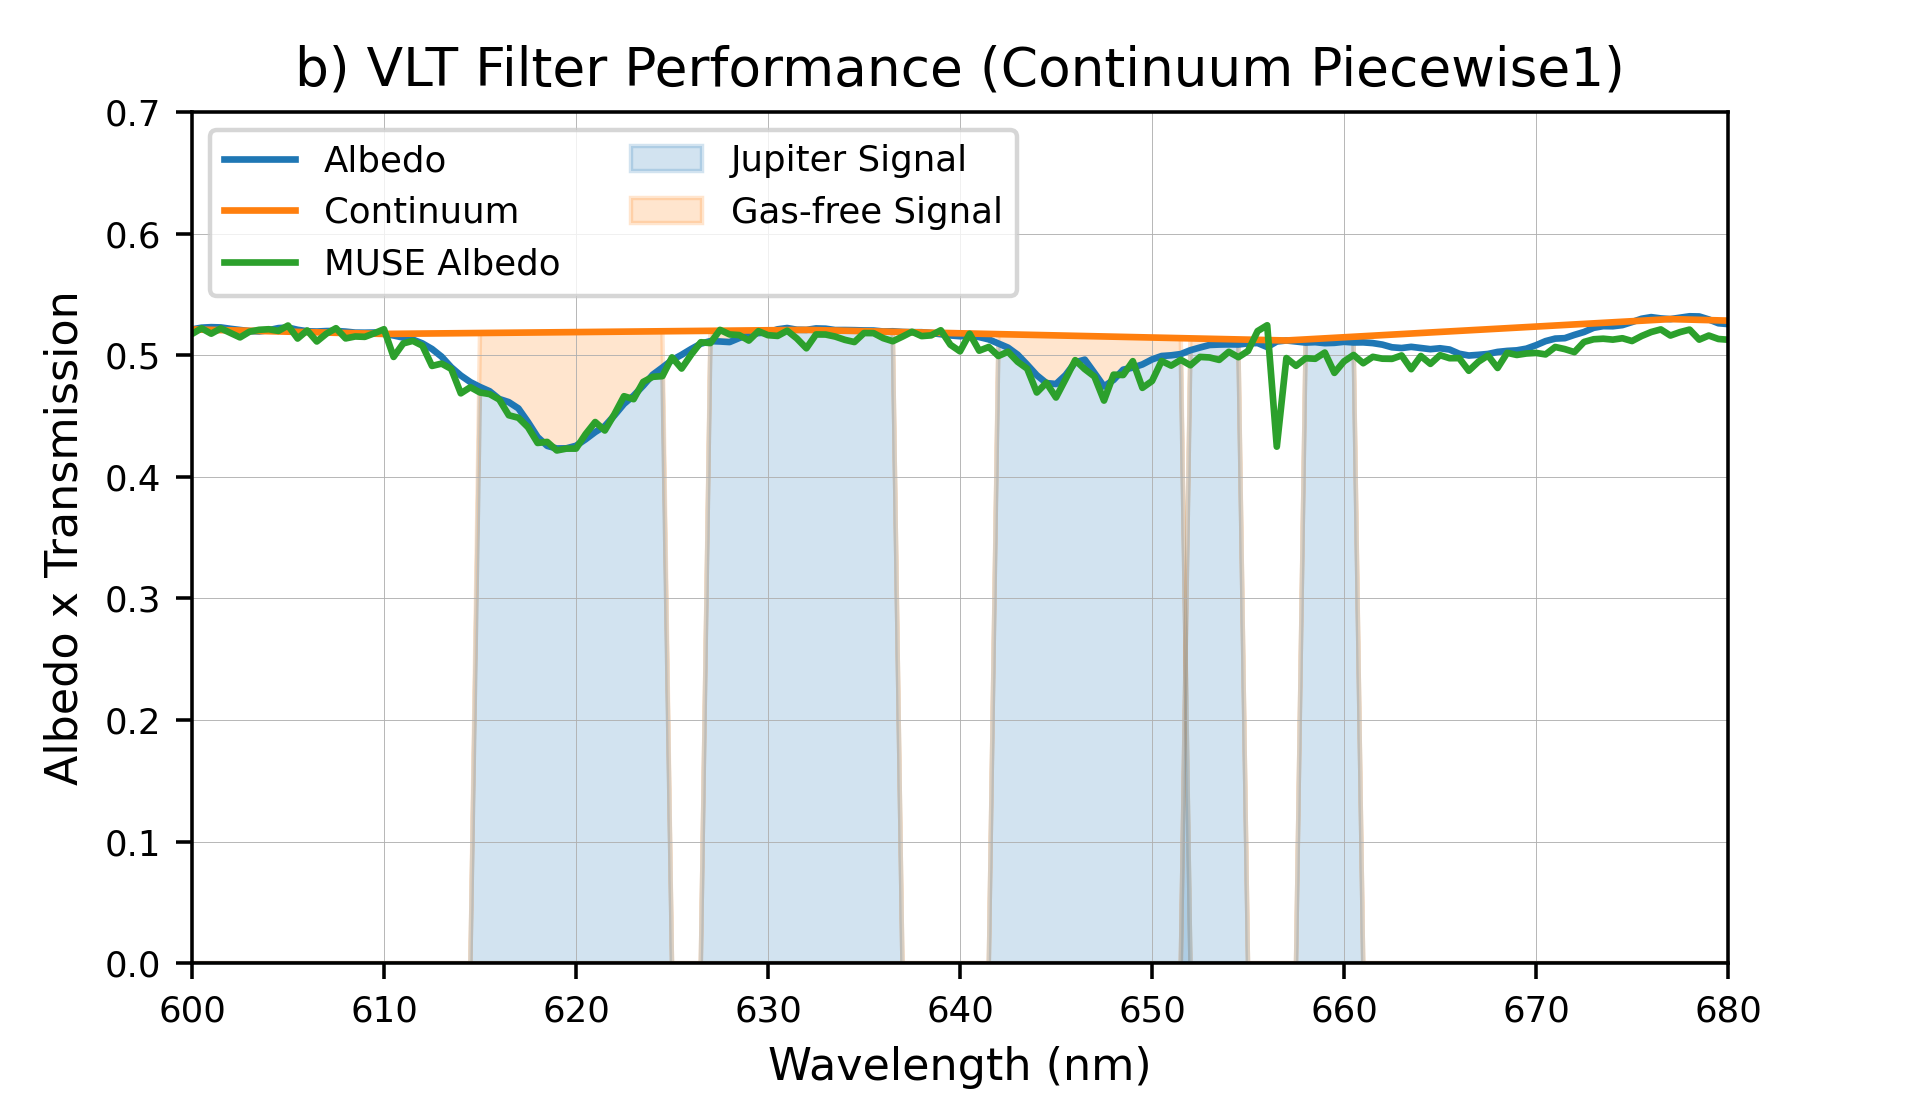 b) VLT Filter Performance (Continuum Piecewise1)
Albedo
Continuum
MUSE Albedo
Jupiter Signal
Gas-free Signal
Albedo x Transmission
0.7
0.6
0.5
0.4
0.3
0.2
0.1
0.0
600 610 620 630 640 650 660 670 680
Wavelength (nm)